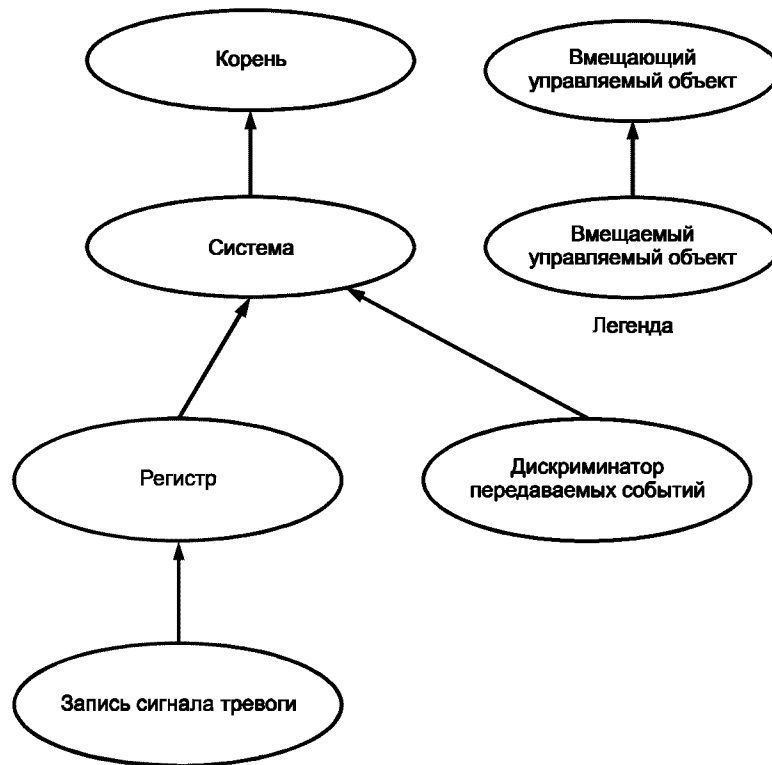 Корень
Вмещающий
управляемый объект
Система
Вмещаемый
управляемый объект
Легенда
Регистр
Дискриминатор
передаваемых событий
Запись сигнала тревоги